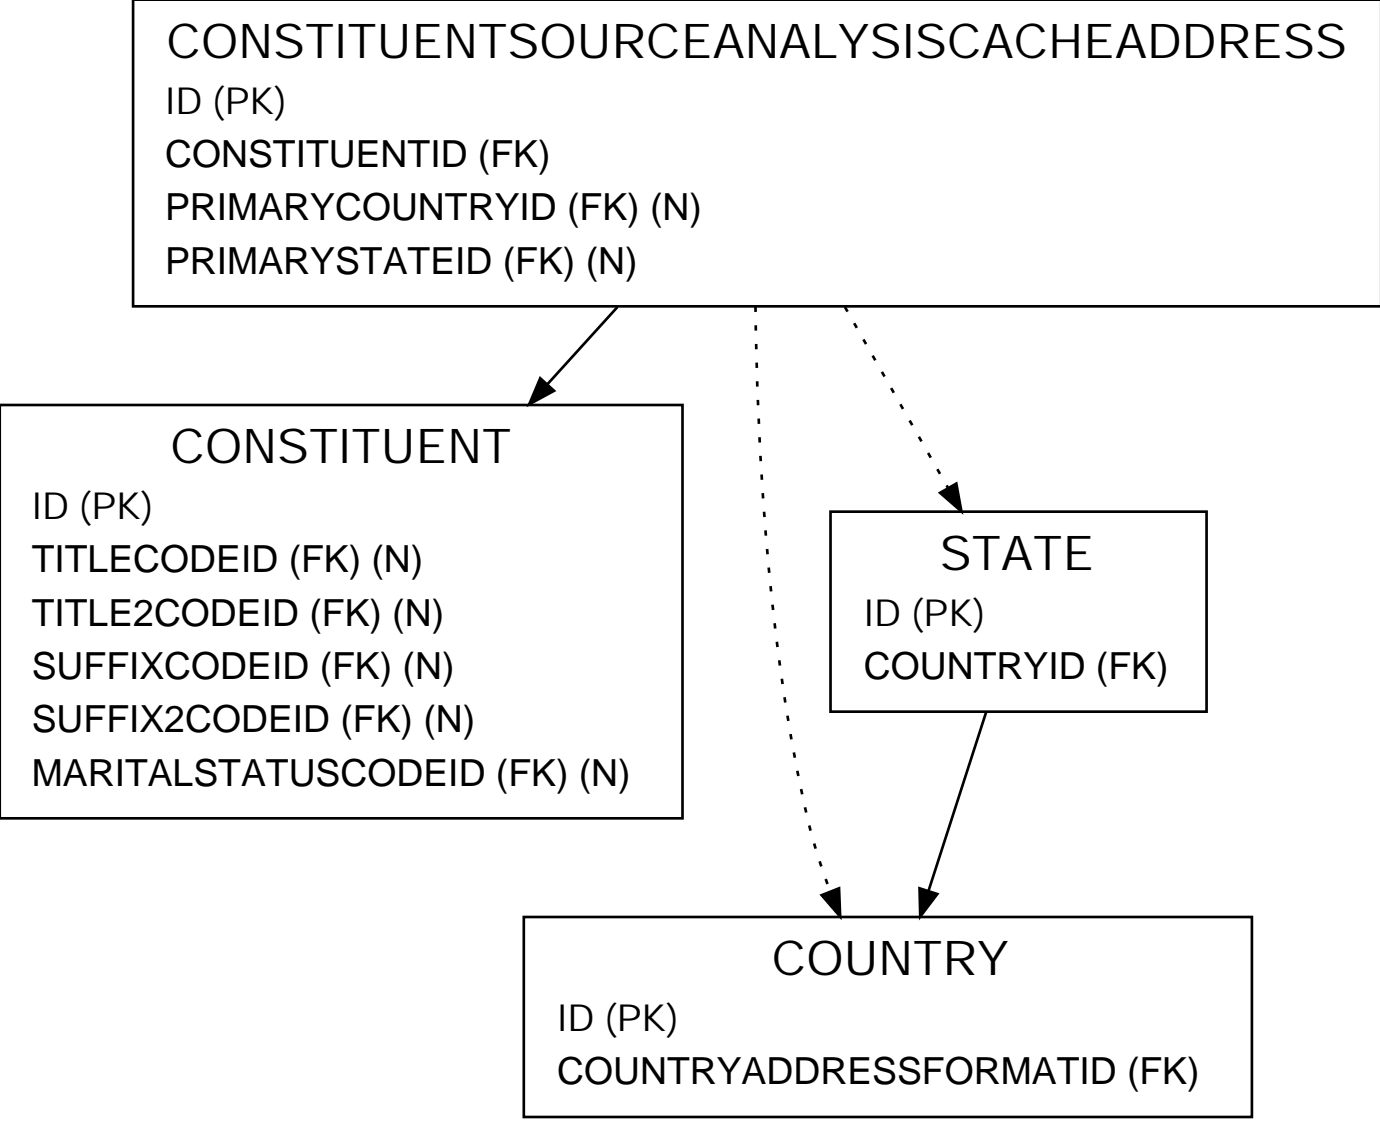 CONSTITUENTSOURCEANALYSISCACHEADDRESS
ID (PK)
CONSTITUENTID (FK)
PRIMARYCOUNTRYID (FK) (N)
PRIMARYSTATEID (FK) (N)
CONSTITUENT
ID (PK)
TITLECODEID (FK) (N)
TITLE2CODEID (FK) (N)
SUFFIXCODEID (FK) (N)
SUFFIX2CODEID (FK) (N)
MARITALSTATUSCODEID (FK) (N)
STATE
ID (PK)
COUNTRYID (FK)
COUNTRY
ID (PK)
COUNTRYADDRESSFORMATID (FK)